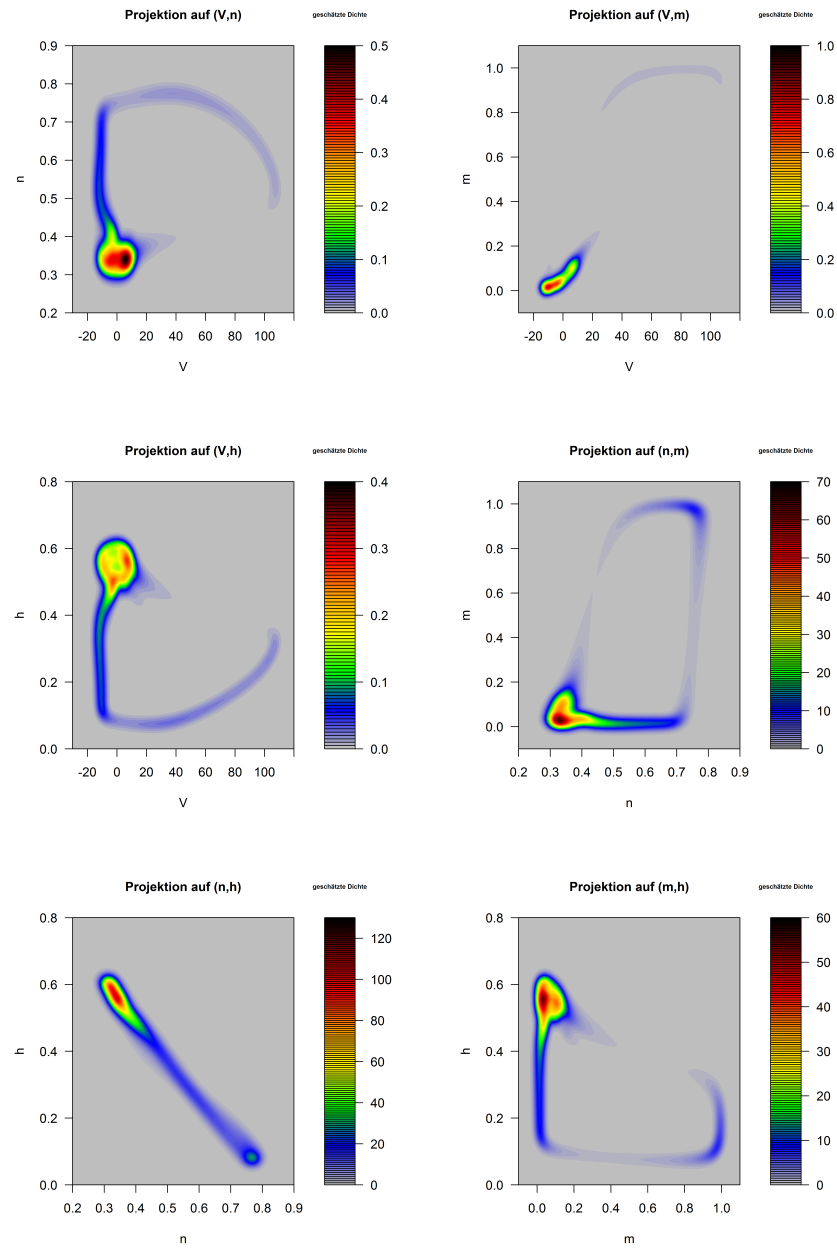 Projektion auf (V,n)
geschätzte Dichte
0.9
0.8
0.7
0.6
0.5
0.4
0.3
0.2
n
-20 0 20 40 60 80 100
V
0.5
0.4
0.3
0.2
0.1
0.0
Projektion auf (V,m)
geschätzte Dichte
1.0
0.8
0.6
0.4
0.2
0.0
m
-20 0 20 40 60 80 100
V
1.0
0.8
0.6
0.4
0.2
0.0
Projektion auf (V,h)
geschätzte Dichte
0.8
0.6
0.4
0.2
0.0
h
-20 0 20 40 60 80 100
V
0.4
0.3
0.2
0.1
0.0
Projektion auf (n,m)
geschätzte Dichte
1.0
0.8
0.6
0.4
0.2
0.0
m
0.2 0.3 0.4 0.5 0.6 0.7 0.8 0.9
n
70
60
50
40
30
20
10
0
Projektion auf (n,h)
geschätzte Dichte
0.8
0.6
0.4
0.2
0.0
h
0.2 0.3 0.4 0.5 0.6 0.7 0.8 0.9
n
120
100
80
60
40
20
0
Projektion auf (m,h)
geschätzte Dichte
0.8
0.6
0.4
0.2
0.0
h
0.0 0.2 0.4 0.6 0.8 1.0
m
60
50
40
30
20
10
0